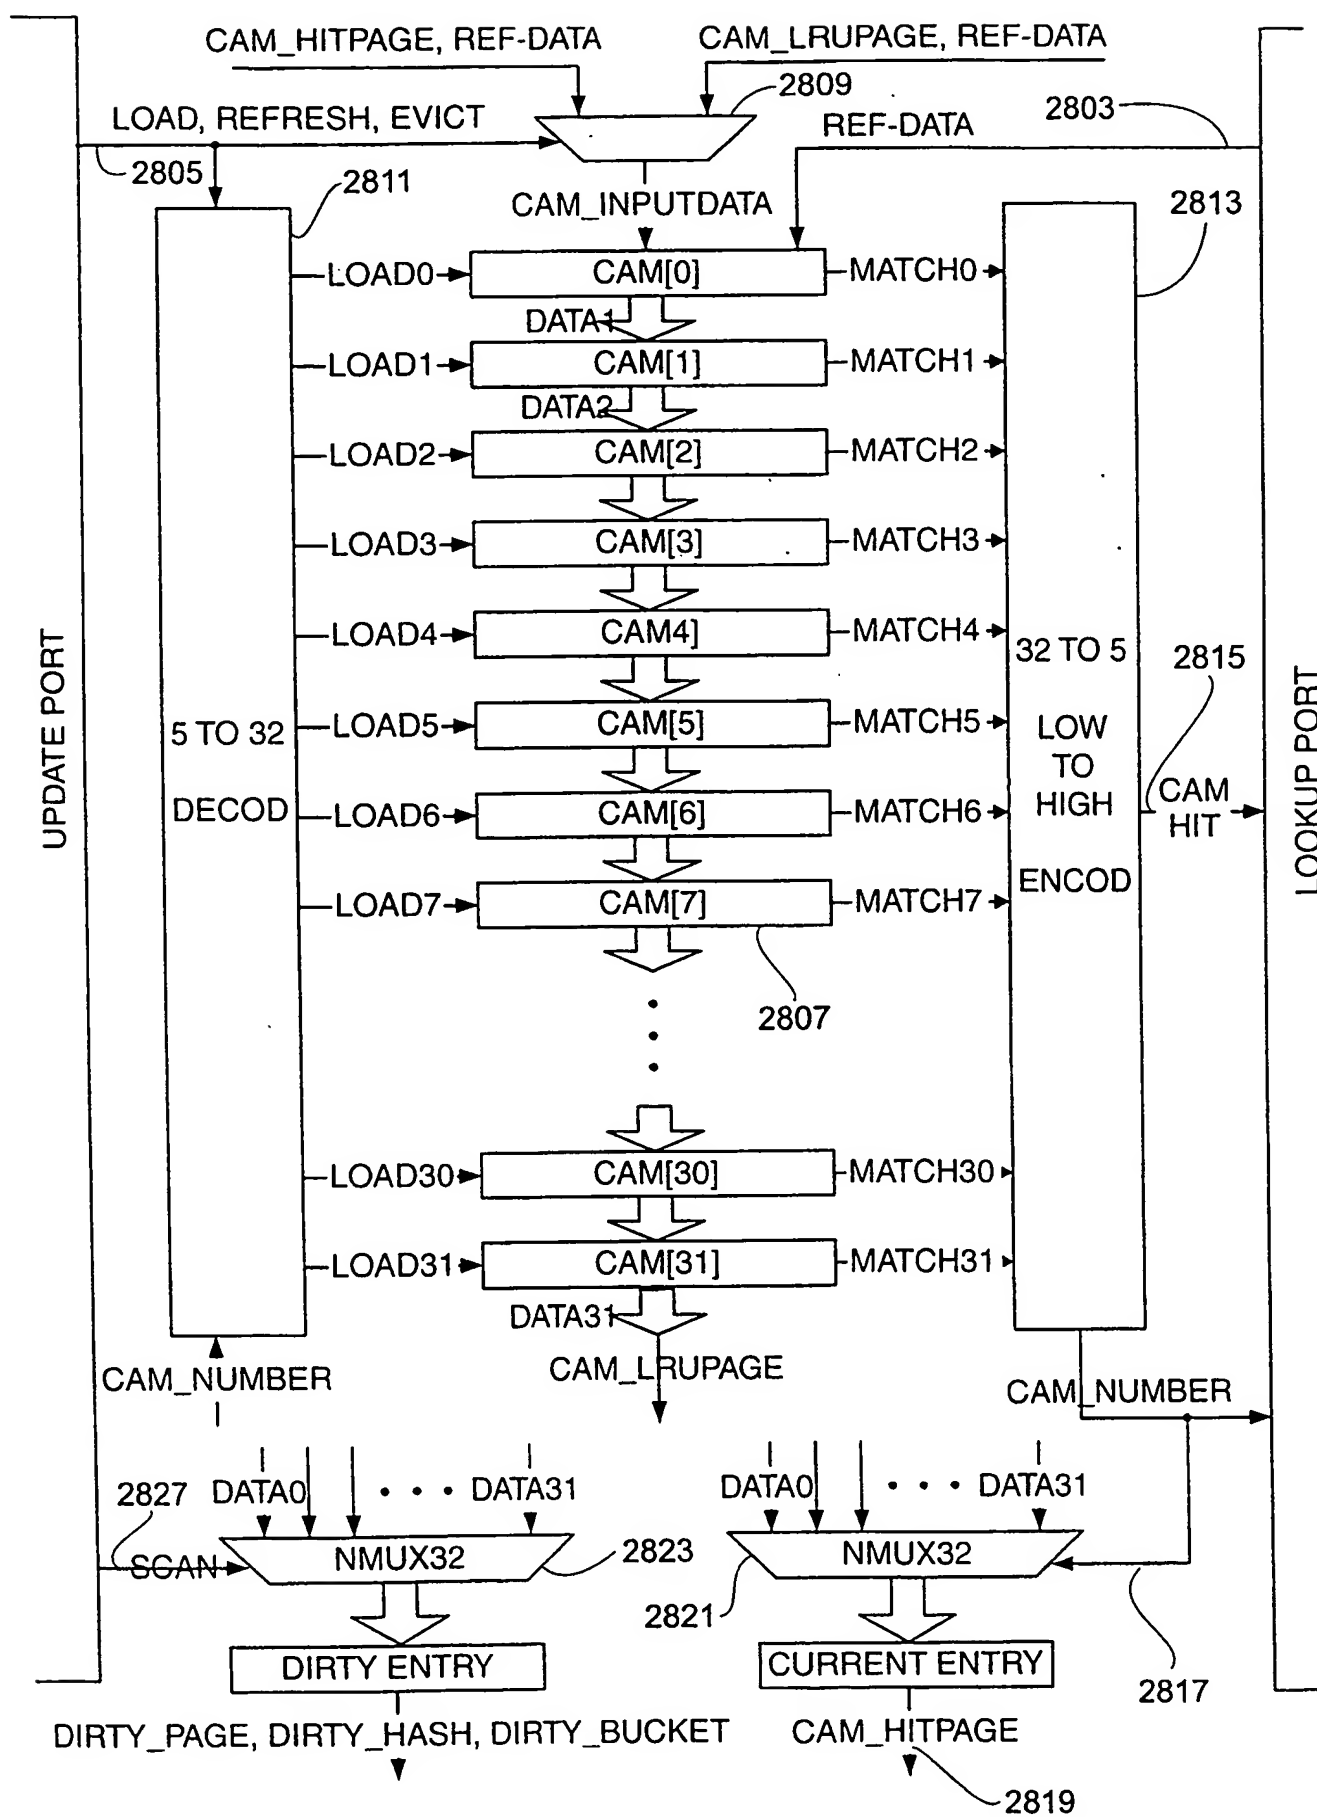 CAM_HITPAGE, REF-DATA
CAM_LRUPAGE, REF-DATA
2809
2803
LOAD, REFRESH, EVICT
REF-DATA
2805
2811
CAM_INPUTDATA
2813
LOAD0
CAM[0]
MATCH0
DATA1
LOAD1
CAM[1]
MATCH1
DATA2
LOAD2
CAM[2]
MATCH2
LOAD3
CAM[3]
MATCH3
LOAD4
CAM4]
MATCH4
LOAD5
CAM[5]
MATCH5
LOAD6
CAM[6]
MATCH6
LOAD7
CAM[7]
MATCH7
2807
UPDATE PORT
5 TO 32
DECOD
32 TO 5
LOW
TO
HIGH
ENCOD
2815
CAM
HIT
LOOKUP PORT
LOAD30
CAM[30]
MATCH30
LOAD31
CAM[31]
MATCH31
DATA31
CAM_LRUPAGE
CAM_NUMBER
CAM_NUMBER
2827
DATA0
• • •
DATA31
DATA0
• • •
DATA31
SCAN
NMUX32
2823
NMUX32
2821
DIRTY ENTRY
CURRENT ENTRY
2817
DIRTY_PAGE, DIRTY_HASH, DIRTY_BUCKET
CAM_HITPAGE
2819